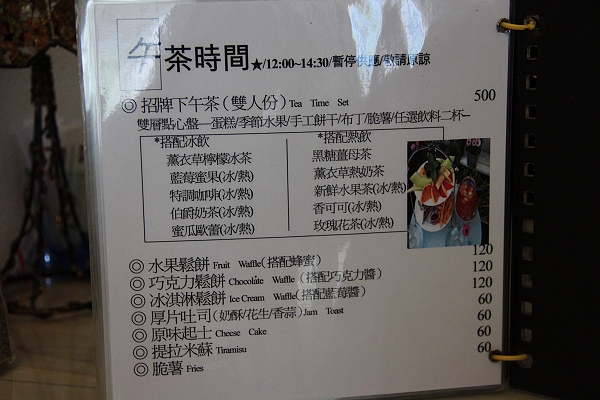 午茶時間★/12:00~14:30/暫停供應/敬請原諒
◎ 招牌下午茶(雙人份) Tea Time Set 500
雙層點心盤—蛋糕/季節水果/手工餅干/布丁/脆薯/任選飲料二杯
*搭配冰飲 *搭配熱飲
薰衣草檸檬冰茶 黑糖薑母茶
藍莓蜜果(冰/熱) 薰衣草熱奶茶
特調咖啡(冰/熱) 新鮮水果茶(冰/熱)
伯爵奶茶(冰/熱) 香可可(冰/熱)
蜜瓜歐蕾(冰/熱) 玫瑰花茶(冰/熱)
◎ 水果鬆餅 Fruit Waffle(搭配蜂蜜) 120
◎ 巧克力鬆餅 Chocolate Waffle (搭配巧克力醬) 120
◎ 冰淇淋鬆餅 Ice Cream Waffle(搭配藍莓醬) 120
◎ 厚片吐司(奶酥/花生/香蒜)Jam Toast 60
◎ 原味起士 Cheese Cake 60
◎ 提拉米蘇 Tiramisu 60
◎ 脆薯 Fries 60